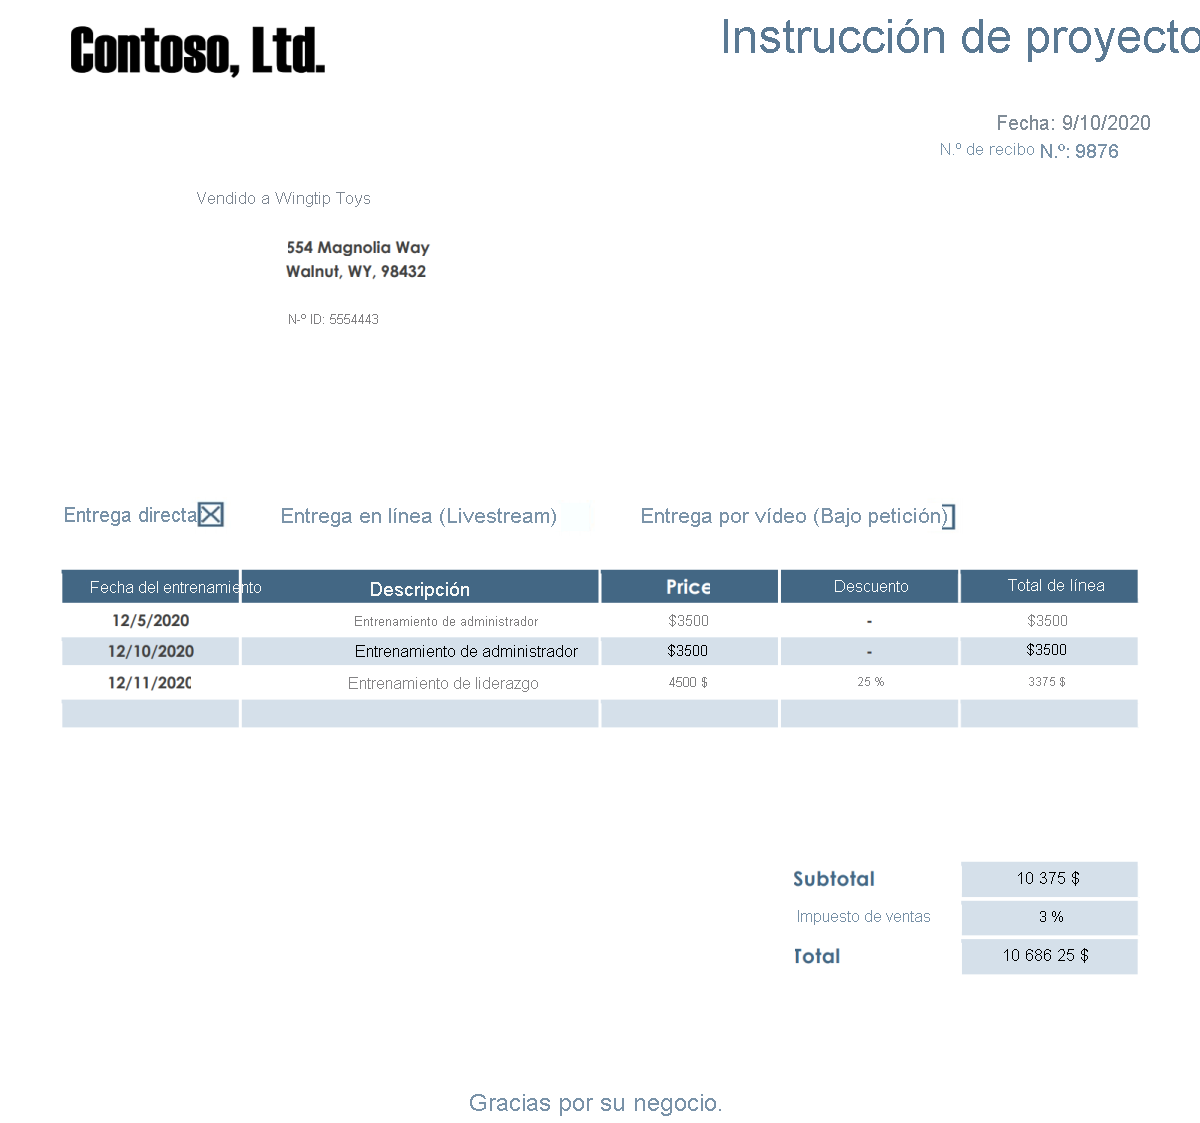 Contoso, Ltd.
Instrucción de proyecto
Fecha: 9/10/2020
N.º de recibo N.º: 9876
Vendido a Wingtip Toys
554 Magnolia Way
Walnut, WY, 98432
N-º ID: 5554443
Entrega directa Entrega en línea (Livestream) Entrega por vídeo (Bajo petición)
Fecha del entrenamiento Descripción Price Descuento Total de línea
12/5/2020 Entrenamiento de administrador $3500 - $3500
12/10/2020 Entrenamiento de administrador $3500 - $3500
12/11/2020 Entrenamiento de liderazgo 4500 $ 25 % 3375 $
Subtotal 10 375 $
Impuesto de ventas 3 %
Total 10 686 25 $
Gracias por su negocio.